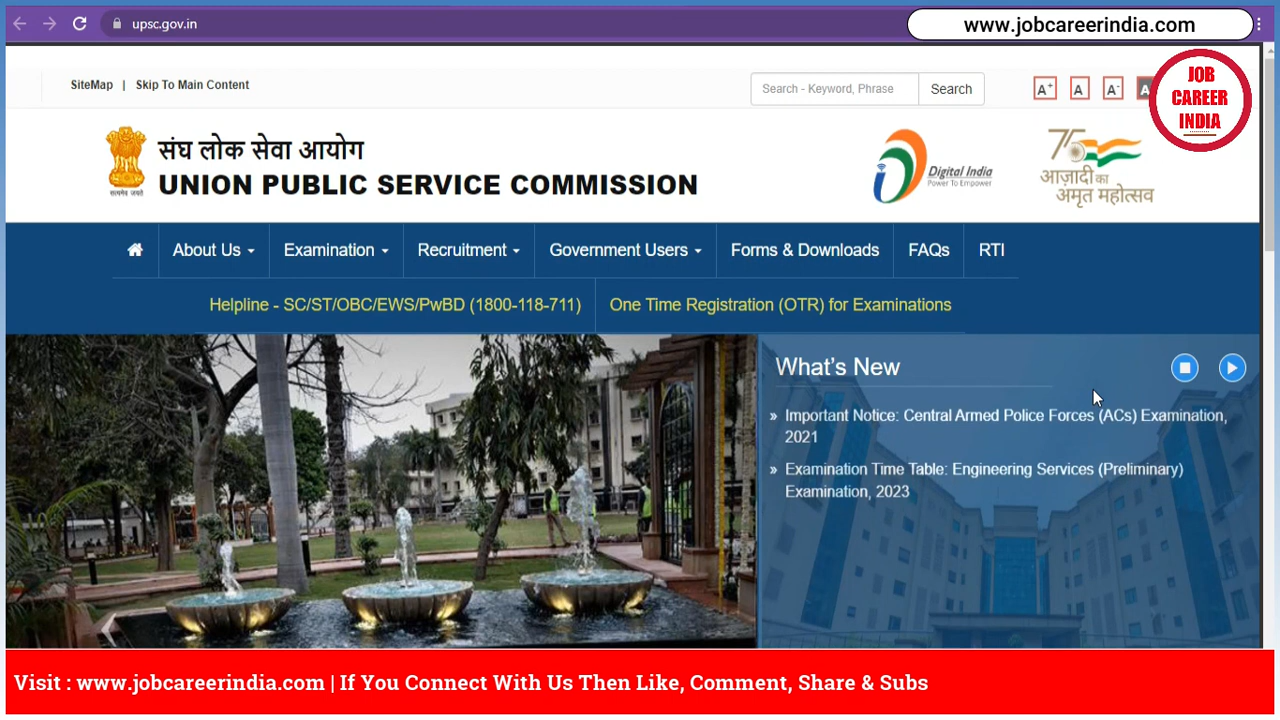 upsc.gov.in
www.jobcareerindia.com
SiteMap | Skip To Main Content
Search - Keyword, Phrase
Search
A+ A A- A
JOB
CAREER
INDIA
संघ लोक सेवा आयोग
UNION PUBLIC SERVICE COMMISSION
सत्यमेव जयते
Digital India
Power To Empower
75
आज़ादी का
अमृत महोत्सव
About Us
Examination
Recruitment
Government Users
Forms & Downloads
FAQs
RTI
Helpline - SC/ST/OBC/EWS/PwBD (1800-118-711)
One Time Registration (OTR) for Examinations
What's New
» Important Notice: Central Armed Police Forces (ACs) Examination,
2021
» Examination Time Table: Engineering Services (Preliminary)
Examination, 2023
Visit : www.jobcareerindia.com | If You Connect With Us Then Like, Comment, Share & Subs